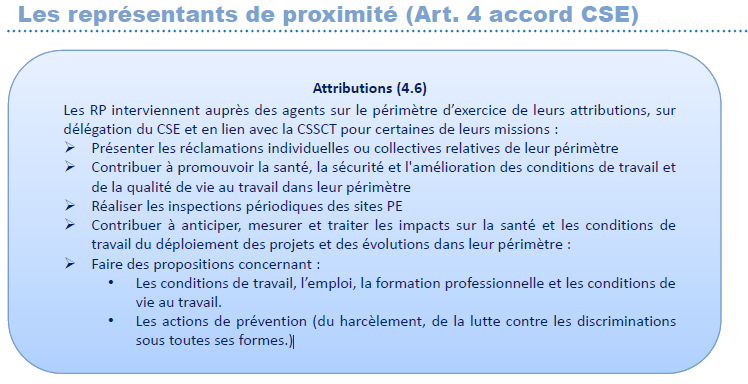 Les représentants de proximité (Art. 4 accord CSE)
Attributions (4.6)
Les RP interviennent auprès des agents sur le périmètre d'exercice de leurs attributions, sur
délégation du CSE et en lien avec la CSSCT pour certaines de leurs missions :
➢ Présenter les réclamations individuelles ou collectives relatives de leur périmètre
➢ Contribuer à promouvoir la santé, la sécurité et l'amélioration des conditions de travail et
de la qualité de vie au travail dans leur périmètre
➢ Réaliser les inspections périodiques des sites PE
➢ Contribuer à anticiper, mesurer et traiter les impacts sur la santé et les conditions de
travail du déploiement des projets et des évolutions dans leur périmètre :
➢ Faire des propositions concernant :
• Les conditions de travail, l'emploi, la formation professionnelle et les conditions de
vie au travail.
• Les actions de prévention (du harcèlement, de la lutte contre les discriminations
sous toutes ses formes.)